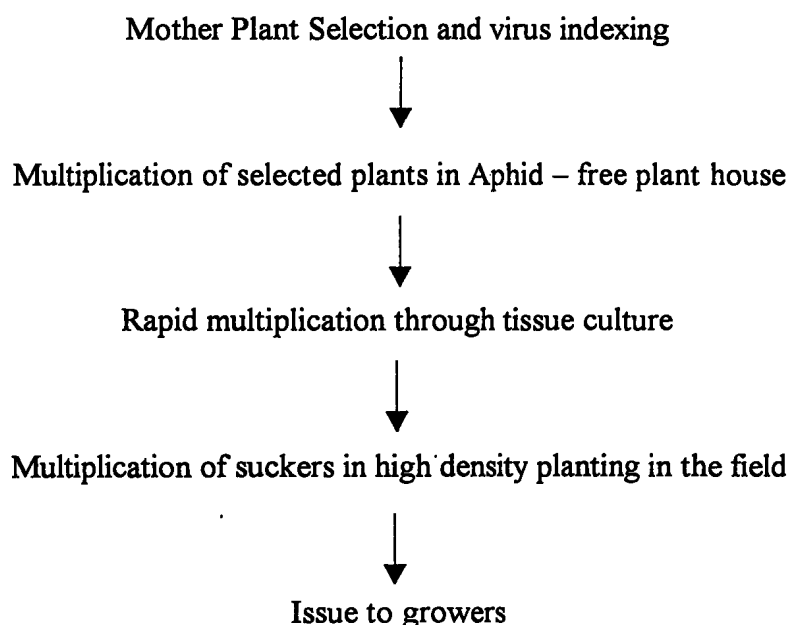 Mother Plant Selection and virus indexing
Multiplication of selected plants in Aphid – free plant house
Rapid multiplication through tissue culture
Multiplication of suckers in high density planting in the field
Issue to growers